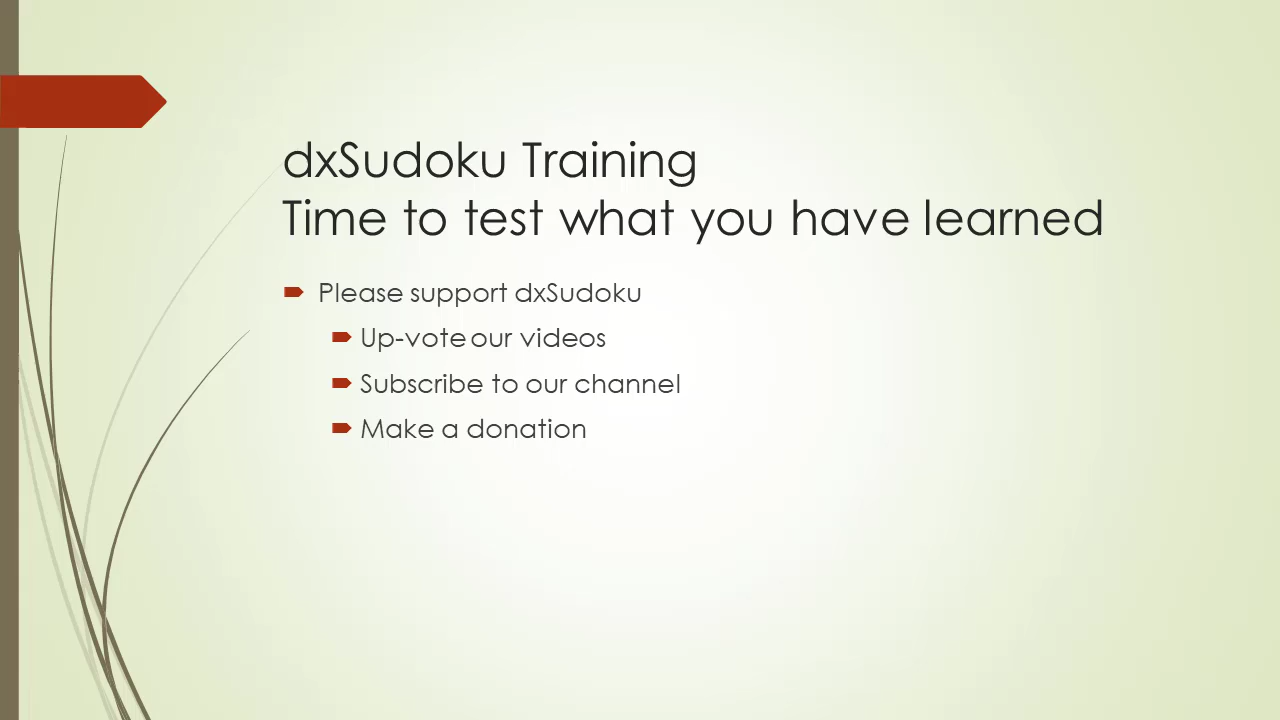 dxSudoku Training
Time to test what you have learned
Please support dxSudoku
Up-vote our videos
Subscribe to our channel
Make a donation